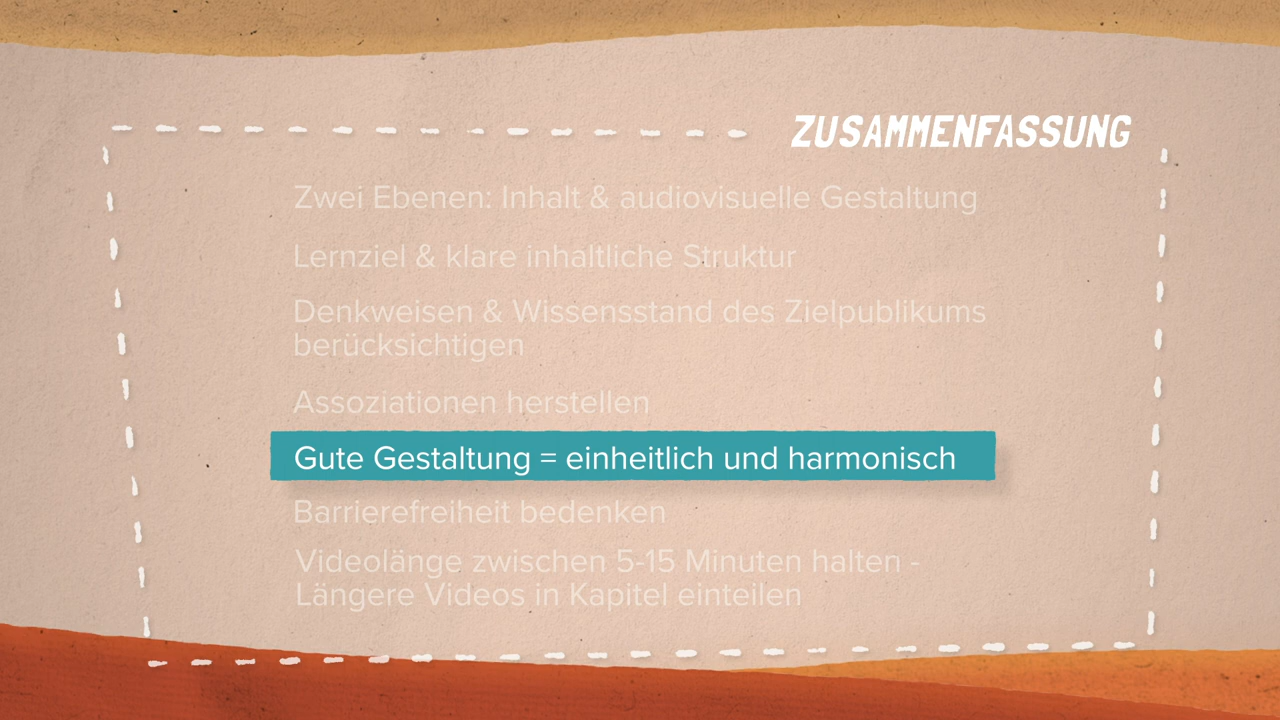 ZUSAMMENFASSUNG
Zwei Ebenen: Inhalt & audiovisuelle Gestaltung
Lernziel & klare inhaltliche Struktur
Denkweisen & Wissensstand des Zielpublikums
berücksichtigen
Assoziationen herstellen
Gute Gestaltung = einheitlich und harmonisch
Barrierefreiheit bedenken
Videolänge zwischen 5-15 Minuten halten -
Längere Videos in Kapitel einteilen